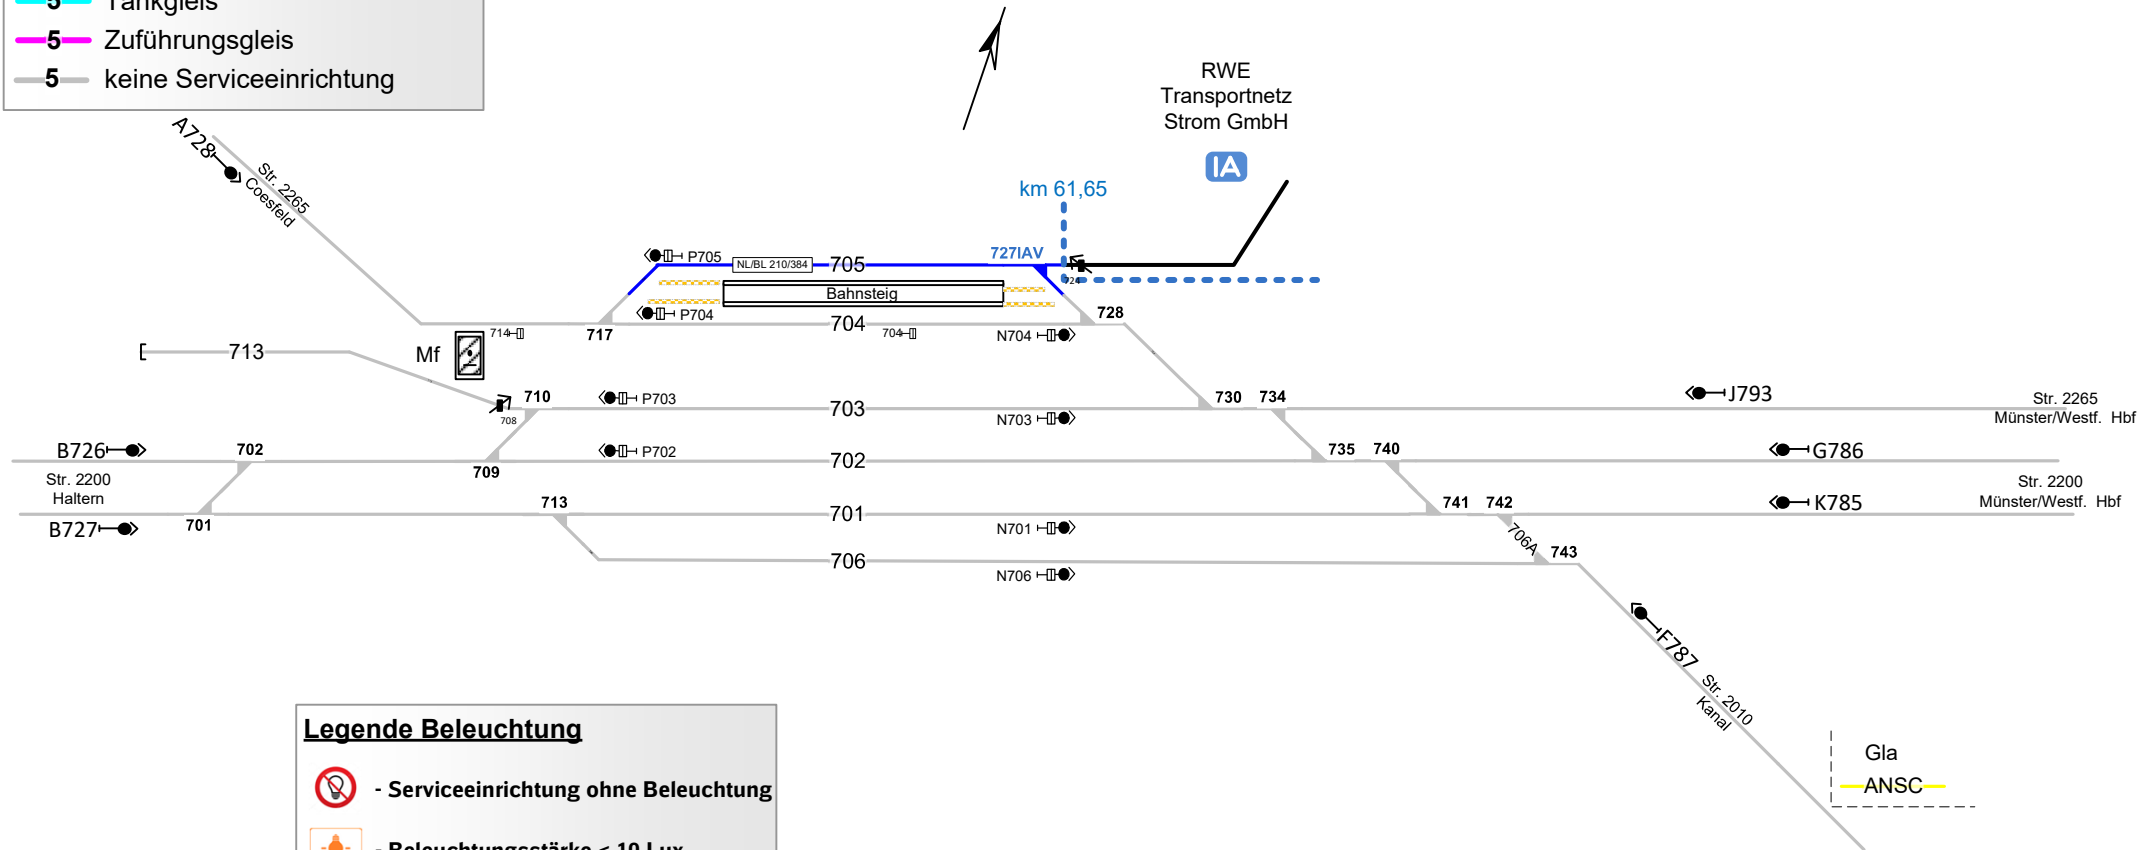 5 Tankgleis
5 Zuführungsgleis
5 keine Serviceeinrichtung
RWE
Transportnetz
Strom GmbH
IA
A728
Str. 2265
Coesfeld
km 61,65
727IAV
P705
NL/BL 210/384
705
724
Bahnsteig
P704
704
728
714
717
704
N704
713
Mf
710
P703
703
708
N703
730
734
J793
Str. 2265
Münster/Westf. Hbf
B726
702
709
P702
702
735
740
G786
Str. 2200
Haltern
Str. 2200
Münster/Westf. Hbf
B727
701
713
701
N701
741
742
K785
706A
743
706
N706
F787
Str. 2010
Kanal
Gla
ANSC
Legende Beleuchtung
- Serviceeinrichtung ohne Beleuchtung
- Beleuchtungsstärke < 10 Lux